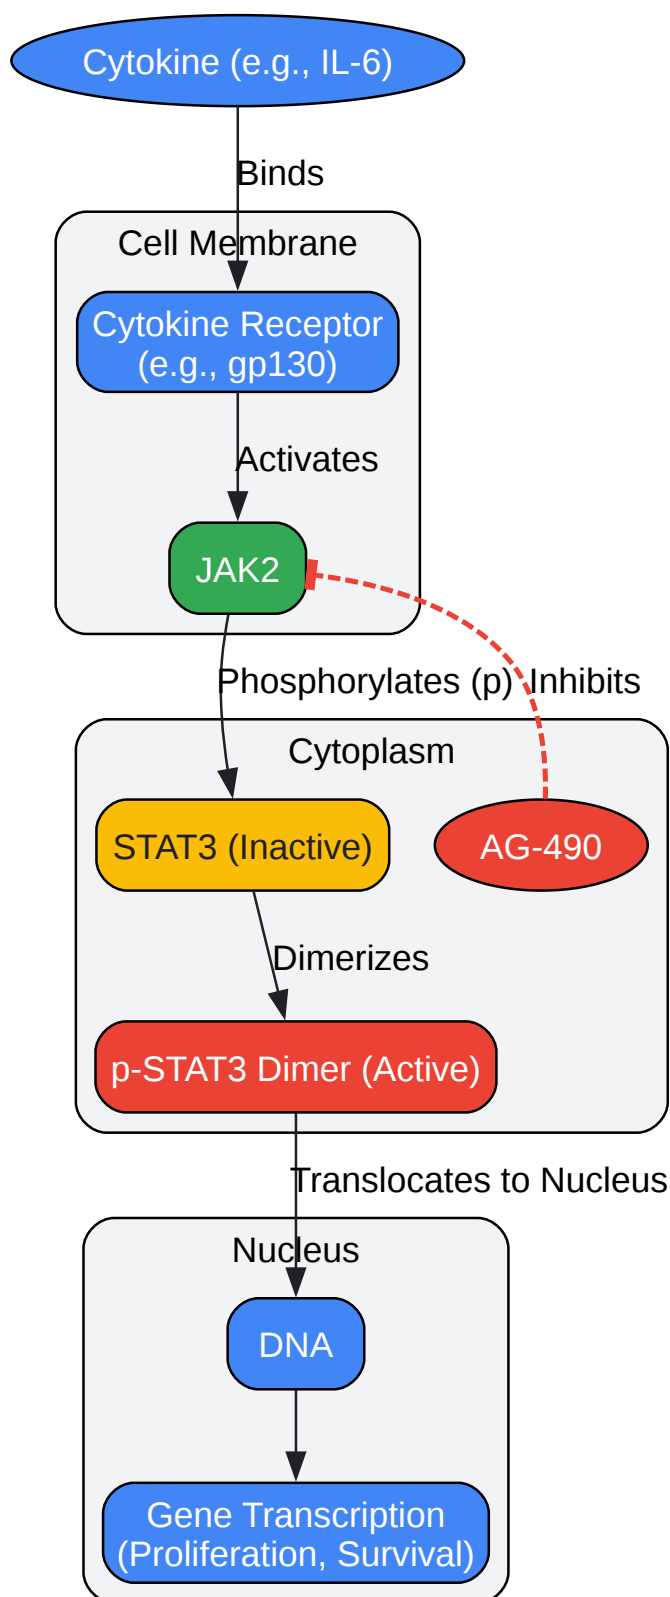 Cytokine (e.g., IL-6)
Binds
Cell Membrane
Cytokine Receptor
(e.g., gp130)
Activates
JAK2
Phosphorylates (p)
Inhibits
Cytoplasm
STAT3 (Inactive)
AG-490
Dimerizes
p-STAT3 Dimer (Active)
Translocates to Nucleus
Nucleus
DNA
Gene Transcription
(Proliferation, Survival)